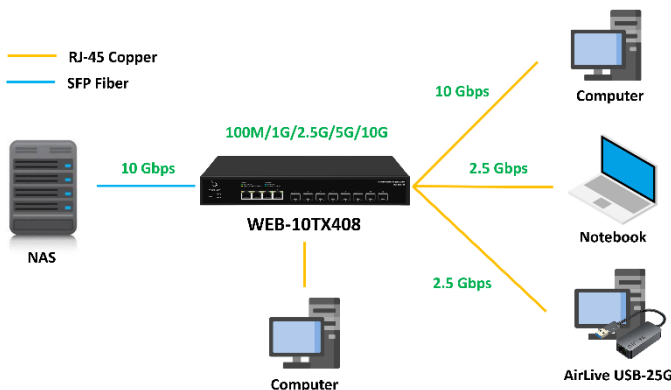 RJ-45 Copper
SFP Fiber
10 Gbps
Computer
100M/1G/2.5G/5G/10G
10 Gbps
2.5 Gbps
WEB-10TX408
NAS
Notebook
2.5 Gbps
Computer
AirLive USB-25G